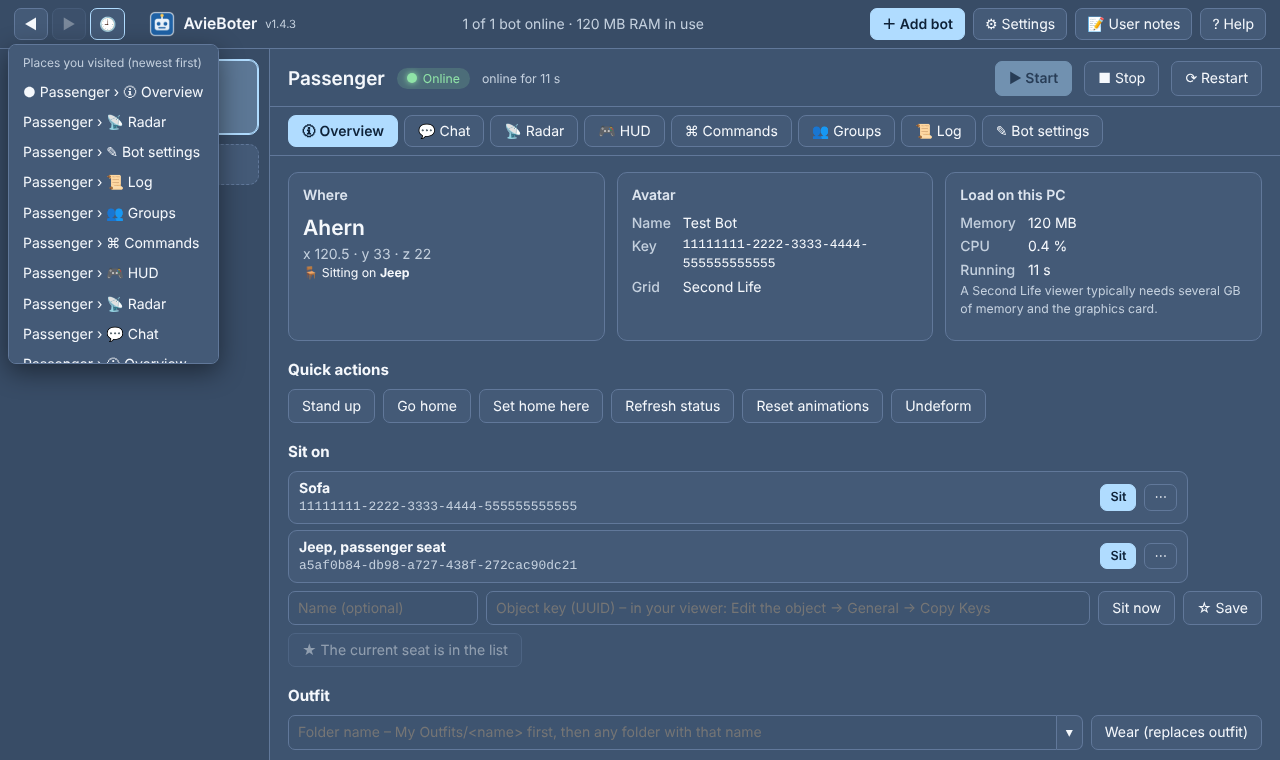 ◀ ▶ 🕘 AvieBoter v1.4.3 1 of 1 bot online · 120 MB RAM in use + Add bot ⚙ Settings 📝 User notes ? Help
Places you visited (newest first)
● Passenger › 🛈 Overview
Passenger › 📡 Radar
Passenger › ✎ Bot settings
Passenger › 📜 Log
Passenger › 👥 Groups
Passenger › ⌘ Commands
Passenger › 🎮 HUD
Passenger › 📡 Radar
Passenger › 💬 Chat
Passenger › 🛈 Overview
Passenger ● Online online for 11 s ▶ Start ■ Stop ⟳ Restart
🛈 Overview 💬 Chat 📡 Radar 🎮 HUD ⌘ Commands 👥 Groups 📜 Log ✎ Bot settings
Where
Ahern
x 120.5 · y 33 · z 22
🪑 Sitting on Jeep
Avatar
Name Test Bot
Key 11111111-2222-3333-4444-
555555555555
Grid Second Life
Load on this PC
Memory 120 MB
CPU 0.4 %
Running 11 s
A Second Life viewer typically needs several GB
of memory and the graphics card.
Quick actions
Stand up Go home Set home here Refresh status Reset animations Undeform
Sit on
Sofa
11111111-2222-3333-4444-555555555555
Sit ···
Jeep, passenger seat
a5af0b84-db98-a727-438f-272cac90dc21
Sit ···
Name (optional) Object key (UUID) – in your viewer: Edit the object → General → Copy Keys Sit now ☆ Save
★ The current seat is in the list
Outfit
Folder name – My Outfits/<name> first, then any folder with that name ▼ Wear (replaces outfit)